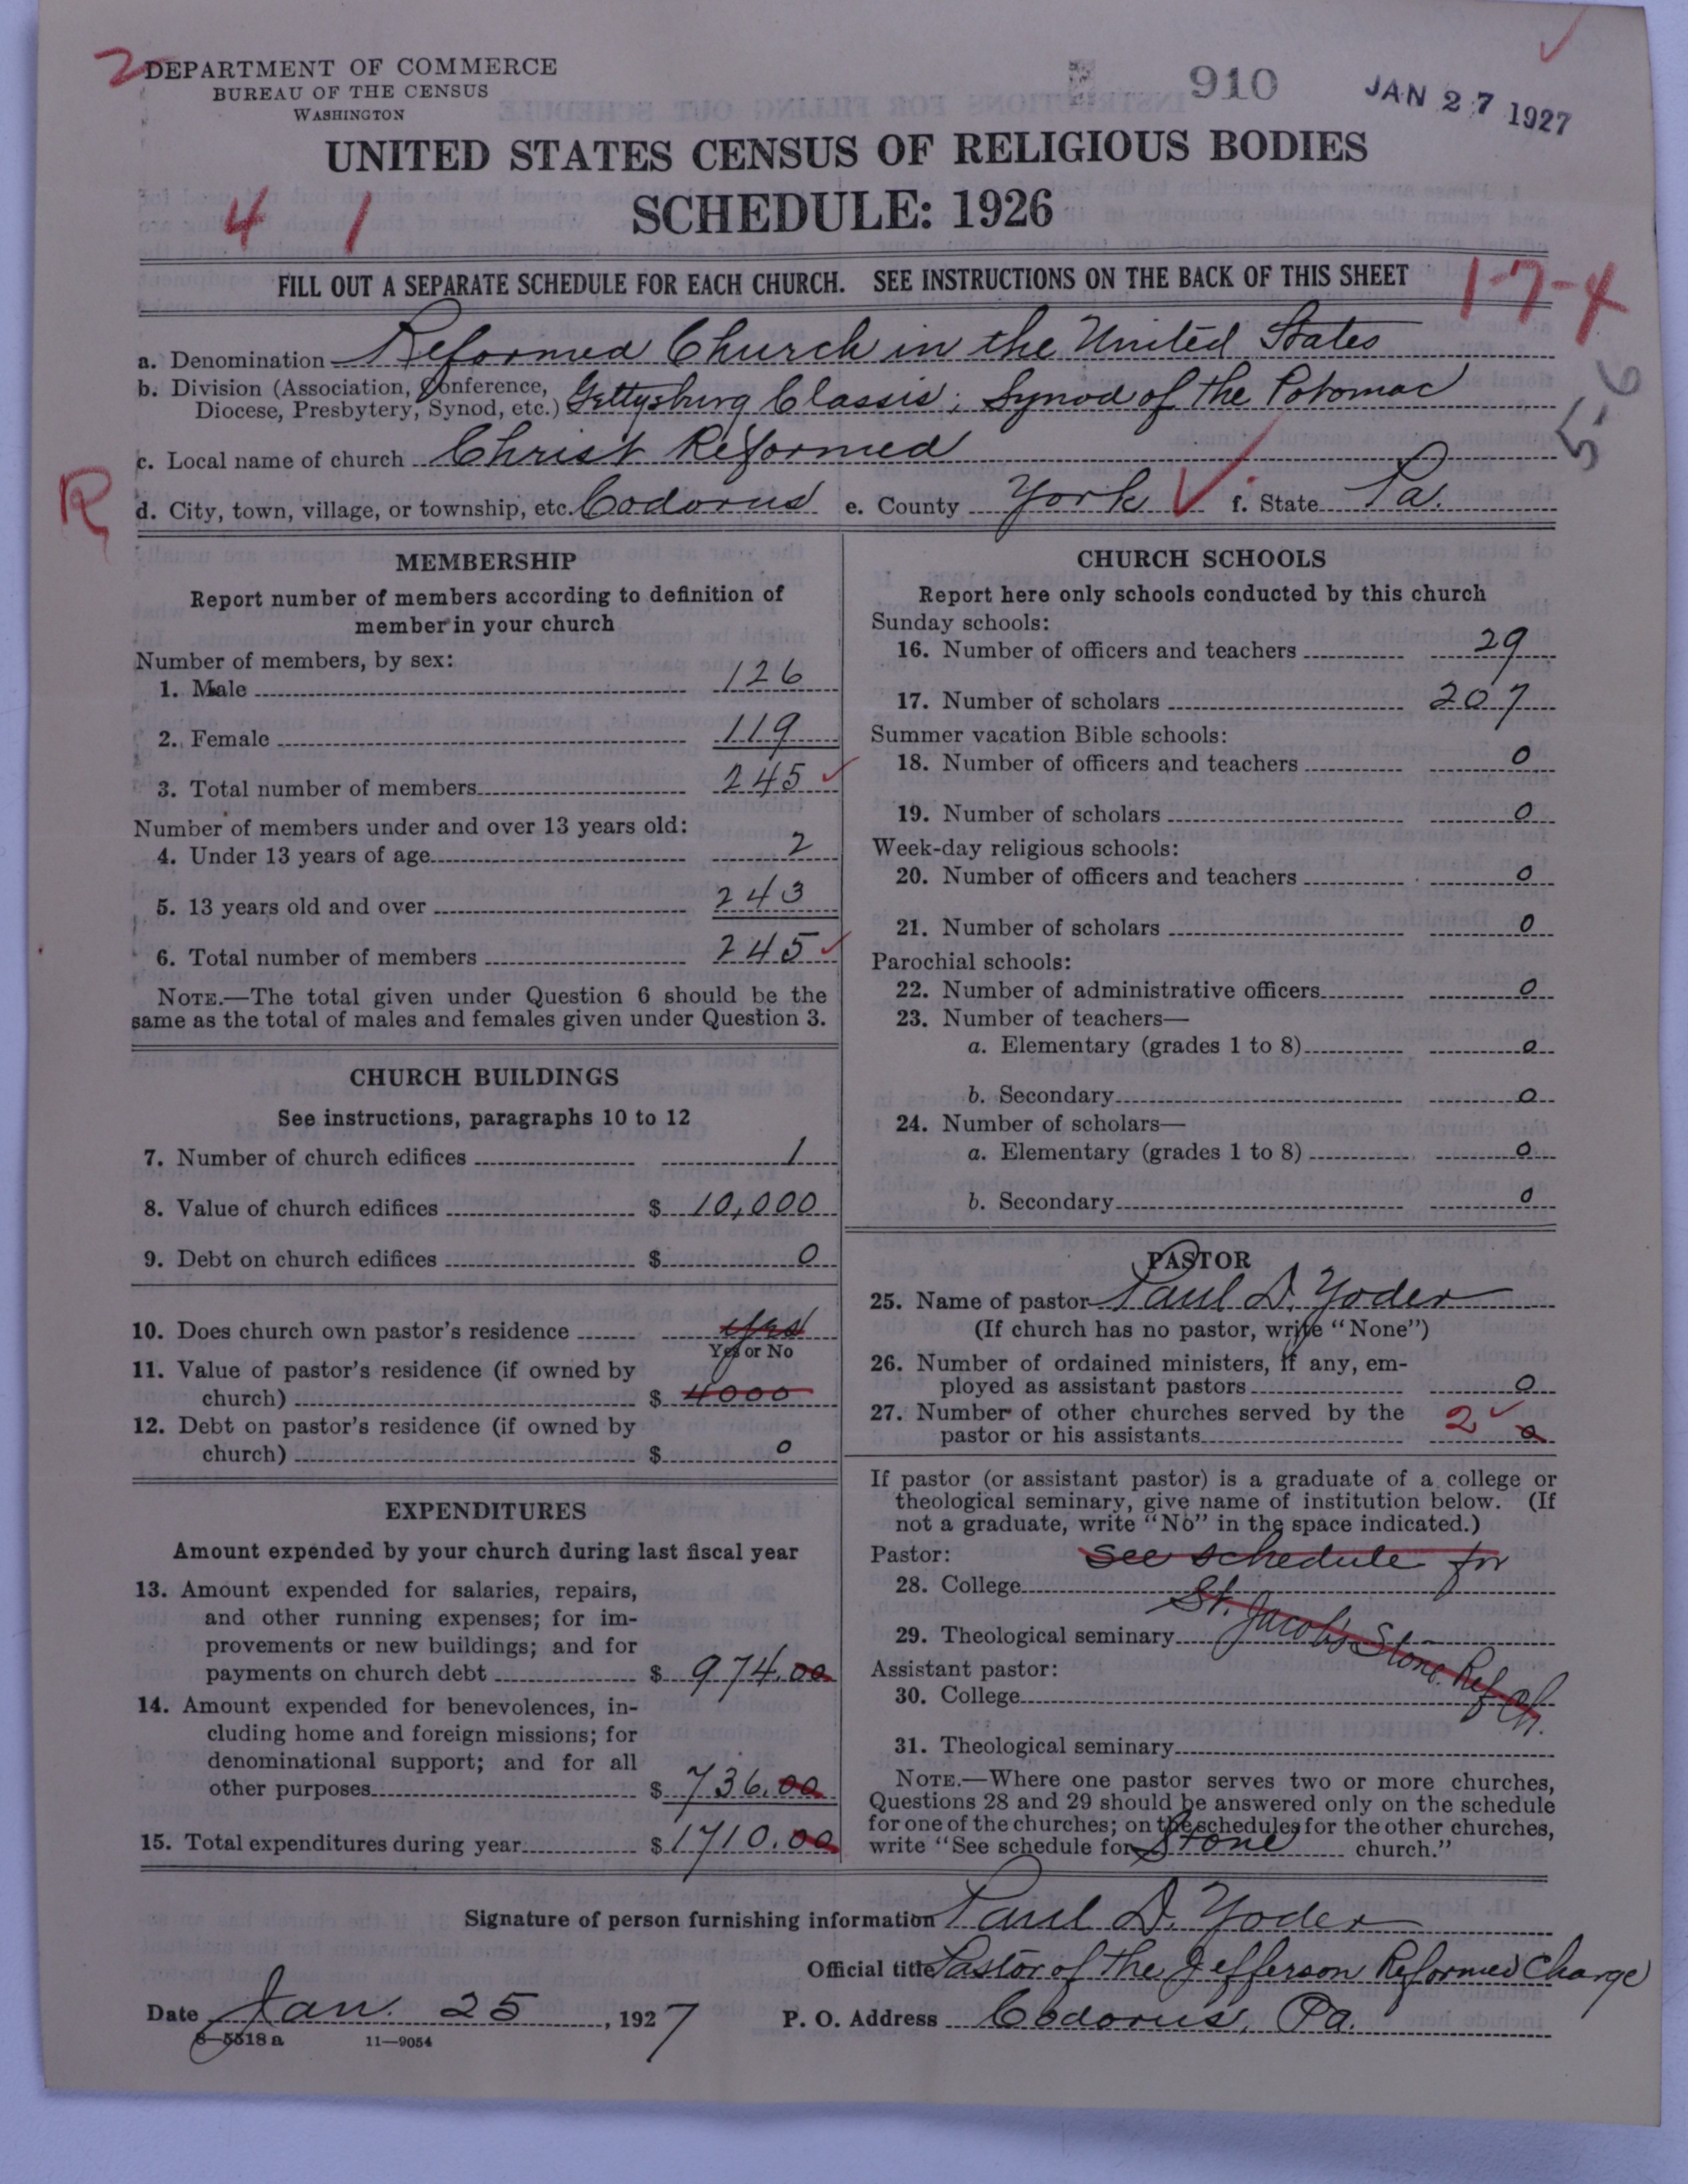 2
DEPARTMENT OF COMMERCE
BUREAU OF THE CENSUS
WASHINGTON
910
JAN 27 1927
UNITED STATES CENSUS OF RELIGIOUS BODIES
4 1
SCHEDULE: 1926
FILL OUT A SEPARATE SCHEDULE FOR EACH CHURCH. SEE INSTRUCTIONS ON THE BACK OF THIS SHEET
1-7-4
a. Denomination Reformed Church in the United States
b. Division (Association, Conference,
Diocese, Presbytery, Synod, etc.) Gettysburg Classis; Synod of the Potomac
5-6
c. Local name of church Christ Reformed
R
d. City, town, village, or township, etc. Codorus e. County York f. State Pa.
MEMBERSHIP
Report number of members according to definition of
member in your church
Number of members, by sex:
1. Male 126
2. Female 119
3. Total number of members 245
Number of members under and over 13 years old:
4. Under 13 years of age 2
5. 13 years old and over 243
6. Total number of members 245
NOTE.—The total given under Question 6 should be the
same as the total of males and females given under Question 3.
CHURCH BUILDINGS
See instructions, paragraphs 10 to 12
7. Number of church edifices 1
8. Value of church edifices $ 10,000
9. Debt on church edifices $ 0
10. Does church own pastor's residence yes
Yes or No
11. Value of pastor's residence (if owned by
church) $ 4000
12. Debt on pastor's residence (if owned by
church) $ 0
EXPENDITURES
Amount expended by your church during last fiscal year
13. Amount expended for salaries, repairs,
and other running expenses; for im-
provements or new buildings; and for
payments on church debt $ 974.00
14. Amount expended for benevolences, in-
cluding home and foreign missions; for
denominational support; and for all
other purposes $ 736.00
15. Total expenditures during year $ 1710.00
CHURCH SCHOOLS
Report here only schools conducted by this church
Sunday schools:
16. Number of officers and teachers 29
17. Number of scholars 207
Summer vacation Bible schools:
18. Number of officers and teachers 0
19. Number of scholars 0
Week-day religious schools:
20. Number of officers and teachers 0
21. Number of scholars 0
Parochial schools:
22. Number of administrative officers 0
23. Number of teachers—
a. Elementary (grades 1 to 8) 0
b. Secondary 0
24. Number of scholars—
a. Elementary (grades 1 to 8) 0
b. Secondary 0
PASTOR
25. Name of pastor Paul D. Yoder
(If church has no pastor, write "None")
26. Number of ordained ministers, if any, em-
ployed as assistant pastors 0
27. Number of other churches served by the
pastor or his assistants 2 0
If pastor (or assistant pastor) is a graduate of a college or
theological seminary, give name of institution below. (If
not a graduate, write "No" in the space indicated.)
Pastor: See schedule for
28. College
St. Jacobs Stone Ref Ch.
29. Theological seminary
Assistant pastor:
30. College
31. Theological seminary
NOTE.—Where one pastor serves two or more churches,
Questions 28 and 29 should be answered only on the schedule
for one of the churches; on the schedules for the other churches,
write "See schedule for Stone church."
Signature of person furnishing information Paul D. Yoder
Official title Pastor of the Jefferson Reformed Charge
Date Jan. 25, 1927 P. O. Address Codorus, Pa.
8—5518 a 11—9054